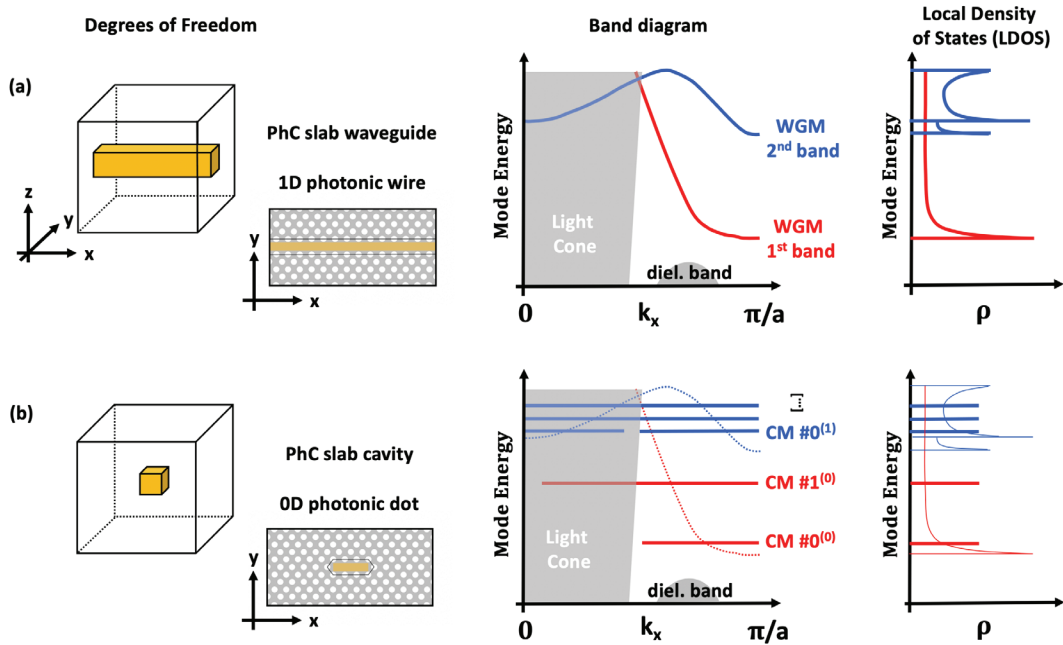 Degrees of Freedom
Band diagram
Local Density
of States (LDOS)
(a)
z
y
x
PhC slab waveguide
1D photonic wire
y
x
Mode Energy
Light
Cone
WGM
2nd band
WGM
1st band
diel. band
0
kx
π/a
Mode Energy
ρ
(b)
PhC slab cavity
0D photonic dot
y
x
Mode Energy
Light
Cone
[...]
CM #0(1)
CM #1(0)
CM #0(0)
diel. band
0
kx
π/a
Mode Energy
ρ